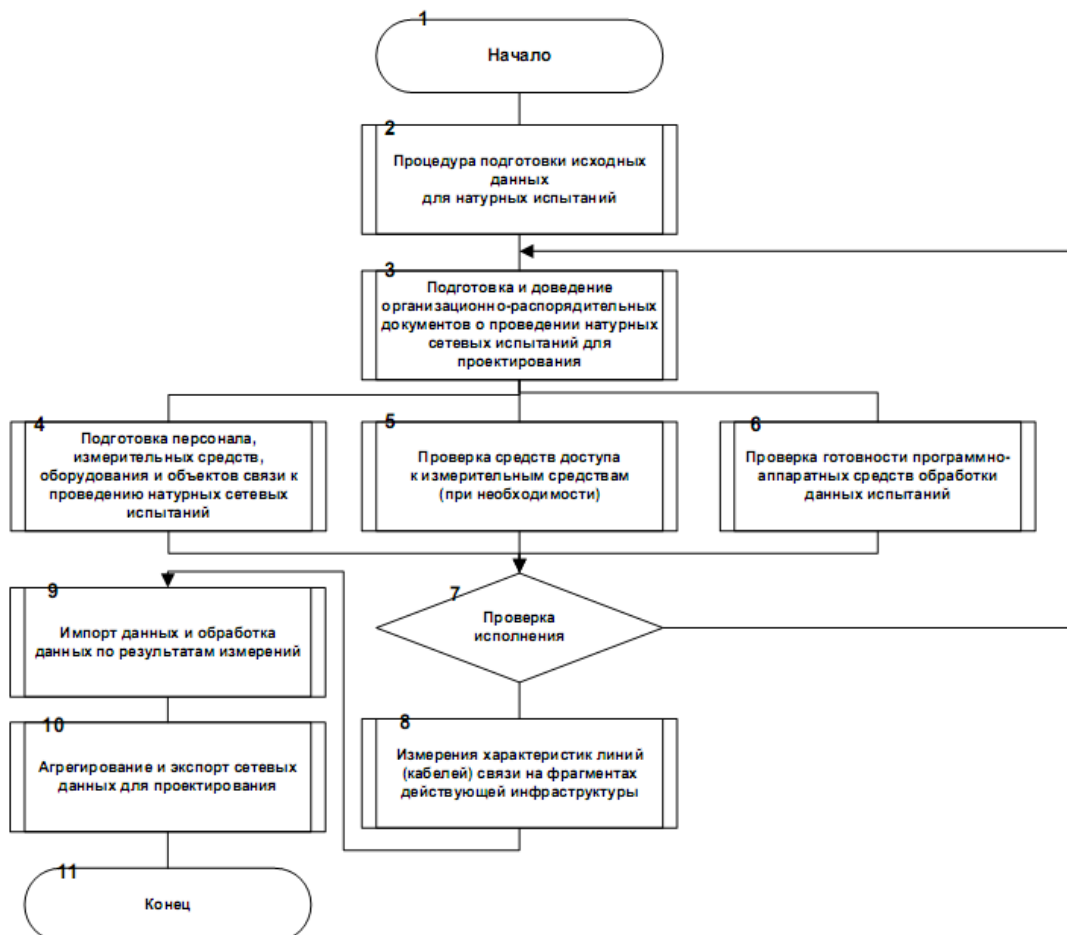 1
Начало
2
Процедура подготовки исходных
данных
для натурных испытаний
3
Подготовка и доведение
организационно-распорядительных
документов о проведении натурных
сетевых испытаний для
проектирования
4
Подготовка персонала,
измерительных средств,
оборудования и объектов связи к
проведению натурных сетевых
испытаний
5
Проверка средств доступа
к измерительным средствам
(при необходимости)
6
Проверка готовности программно-
аппаратных средств обработки
данных испытаний
7
Проверка
исполнения
8
Измерения характеристик линий
(кабелей) связи на фрагментах
действующей инфраструктуры
9
Импорт данных и обработка
данных по результатам измерений
10
Агрегирование и экспорт сетевых
данных для проектирования
11
Конец